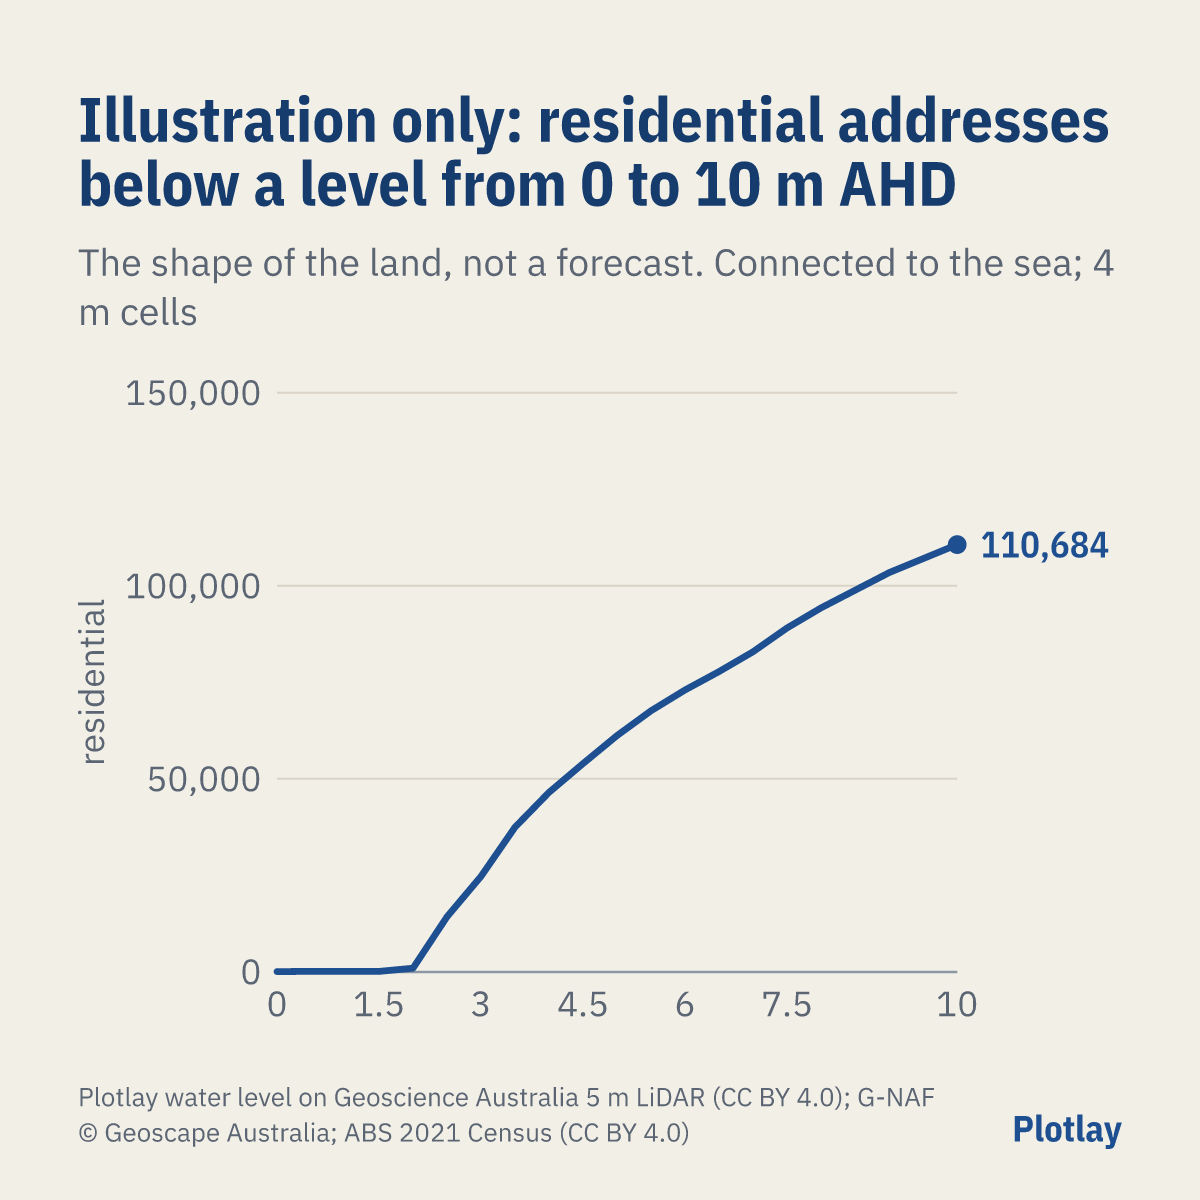 Illustration only: residential addresses
below a level from 0 to 10 m AHD
The shape of the land, not a forecast. Connected to the sea; 4
m cells
150,000
110,684
100,000
residential
50,000
0
0 1.5 3 4.5 6 7.5 10
Plotlay water level on Geoscience Australia 5 m LiDAR (CC BY 4.0); G-NAF
© Geoscape Australia; ABS 2021 Census (CC BY 4.0)
Plotlay